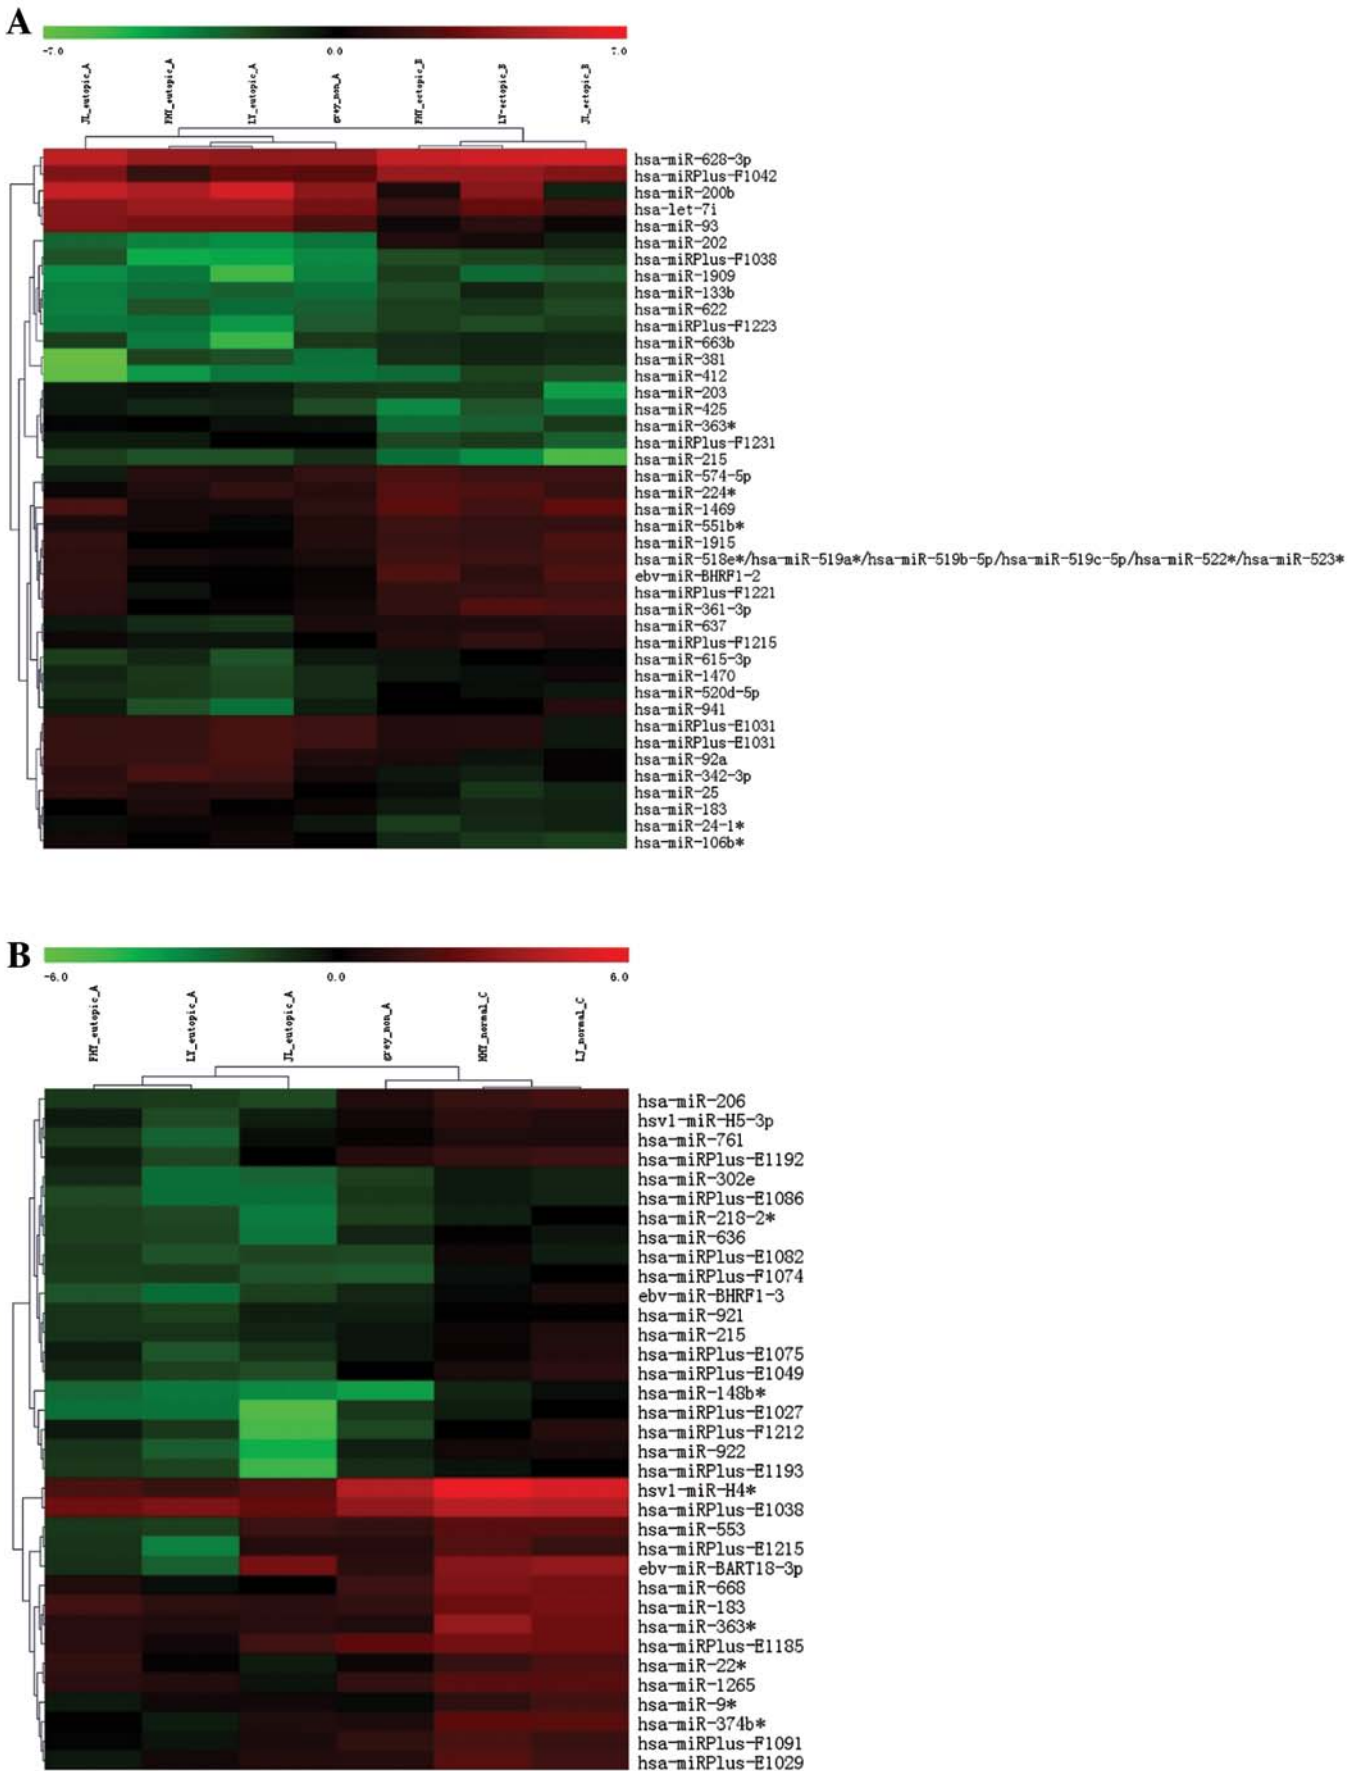 A
-7.0 0.0 7.0
JL_eutopic_A FHY_eutopic_A LY_eutopic_A grey_non_A FHY_ectopic_B LY-ectopic_B JL_ectopic_B
hsa-miR-628-3p
hsa-miRPlus-F1042
hsa-miR-200b
hsa-let-7i
hsa-miR-93
hsa-miR-202
hsa-miRPlus-F1038
hsa-miR-1909
hsa-miR-133b
hsa-miR-622
hsa-miRPlus-F1223
hsa-miR-663b
hsa-miR-381
hsa-miR-412
hsa-miR-203
hsa-miR-425
hsa-miR-363*
hsa-miRPlus-F1231
hsa-miR-215
hsa-miR-574-5p
hsa-miR-224*
hsa-miR-1469
hsa-miR-551b*
hsa-miR-1915
hsa-miR-518e*/hsa-miR-519a*/hsa-miR-519b-5p/hsa-miR-519c-5p/hsa-miR-522*/hsa-miR-523*
ebv-miR-BHRF1-2
hsa-miRPlus-F1221
hsa-miR-361-3p
hsa-miR-637
hsa-miRPlus-F1215
hsa-miR-615-3p
hsa-miR-1470
hsa-miR-520d-5p
hsa-miR-941
hsa-miRPlus-E1031
hsa-miRPlus-E1031
hsa-miR-92a
hsa-miR-342-3p
hsa-miR-25
hsa-miR-183
hsa-miR-24-1*
hsa-miR-106b*
B
-6.0 0.0 6.0
FHY_eutopic_A LY_eutopic_A JL_eutopic_A grey_non_A HHY_normal_C LJ_normal_C
hsa-miR-206
hsv1-miR-H5-3p
hsa-miR-761
hsa-miRPlus-E1192
hsa-miR-302e
hsa-miRPlus-E1086
hsa-miR-218-2*
hsa-miR-636
hsa-miRPlus-E1082
hsa-miRPlus-F1074
ebv-miR-BHRF1-3
hsa-miR-921
hsa-miR-215
hsa-miRPlus-E1075
hsa-miRPlus-E1049
hsa-miR-148b*
hsa-miRPlus-E1027
hsa-miRPlus-F1212
hsa-miR-922
hsa-miRPlus-E1193
hsv1-miR-H4*
hsa-miRPlus-E1038
hsa-miR-553
hsa-miRPlus-E1215
ebv-miR-BART18-3p
hsa-miR-668
hsa-miR-183
hsa-miR-363*
hsa-miRPlus-E1185
hsa-miR-22*
hsa-miR-1265
hsa-miR-9*
hsa-miR-374b*
hsa-miRPlus-F1091
hsa-miRPlus-E1029